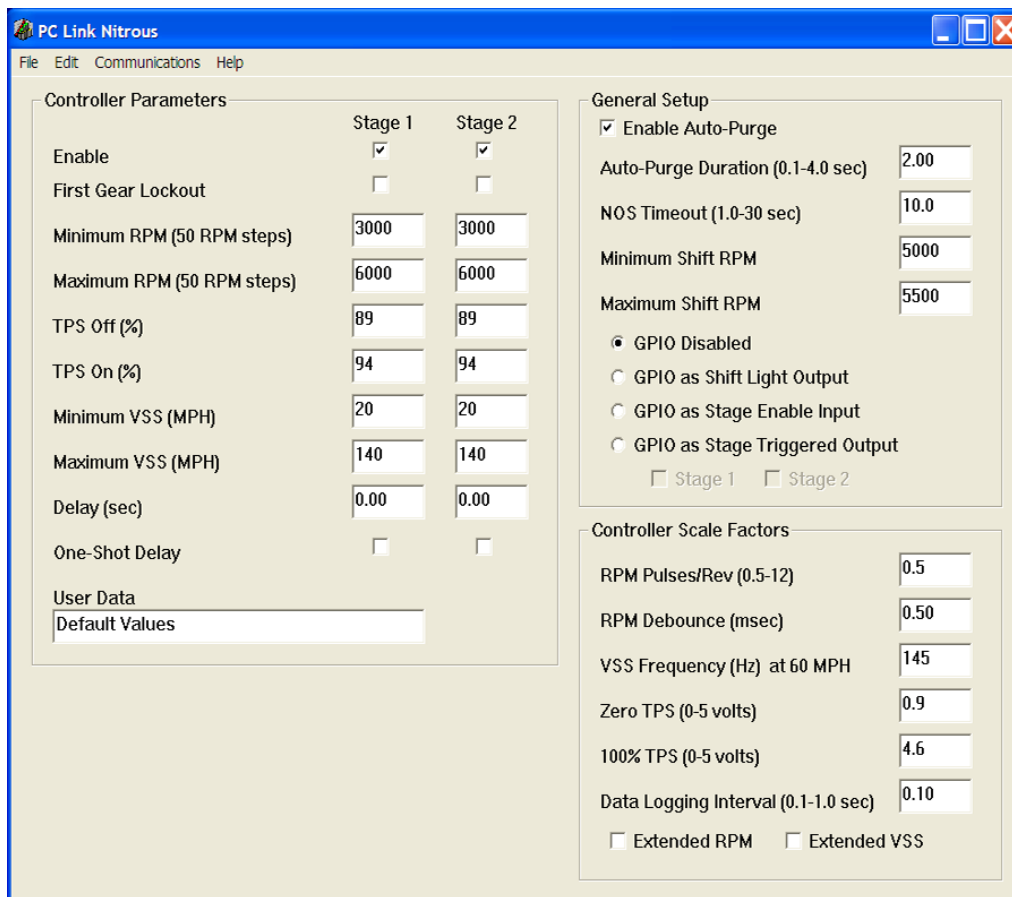 PC Link Nitrous
File Edit Communications Help
Controller Parameters
Stage 1 Stage 2
Enable
First Gear Lockout
Minimum RPM (50 RPM steps) 3000 3000
Maximum RPM (50 RPM steps) 6000 6000
TPS Off (%) 89 89
TPS On (%) 94 94
Minimum VSS (MPH) 20 20
Maximum VSS (MPH) 140 140
Delay (sec) 0.00 0.00
One-Shot Delay
User Data
Default Values
General Setup
Enable Auto-Purge
Auto-Purge Duration (0.1-4.0 sec) 2.00
NOS Timeout (1.0-30 sec) 10.0
Minimum Shift RPM 5000
Maximum Shift RPM 5500
GPIO Disabled
GPIO as Shift Light Output
GPIO as Stage Enable Input
GPIO as Stage Triggered Output
Stage 1 Stage 2
Controller Scale Factors
RPM Pulses/Rev (0.5-12) 0.5
RPM Debounce (msec) 0.50
VSS Frequency (Hz) at 60 MPH 145
Zero TPS (0-5 volts) 0.9
100% TPS (0-5 volts) 4.6
Data Logging Interval (0.1-1.0 sec) 0.10
Extended RPM Extended VSS